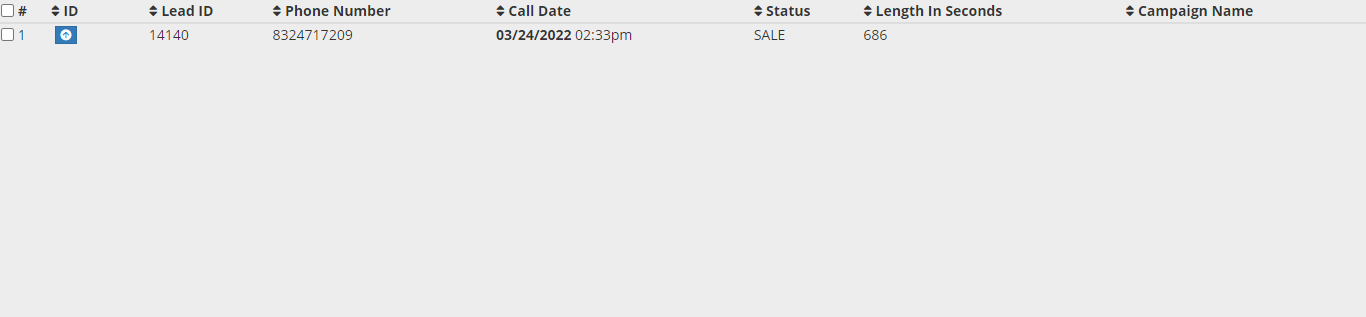 # ID Lead ID Phone Number Call Date Status Length In Seconds Campaign Name
1 14140 8324717209 03/24/2022 02:33pm SALE 686